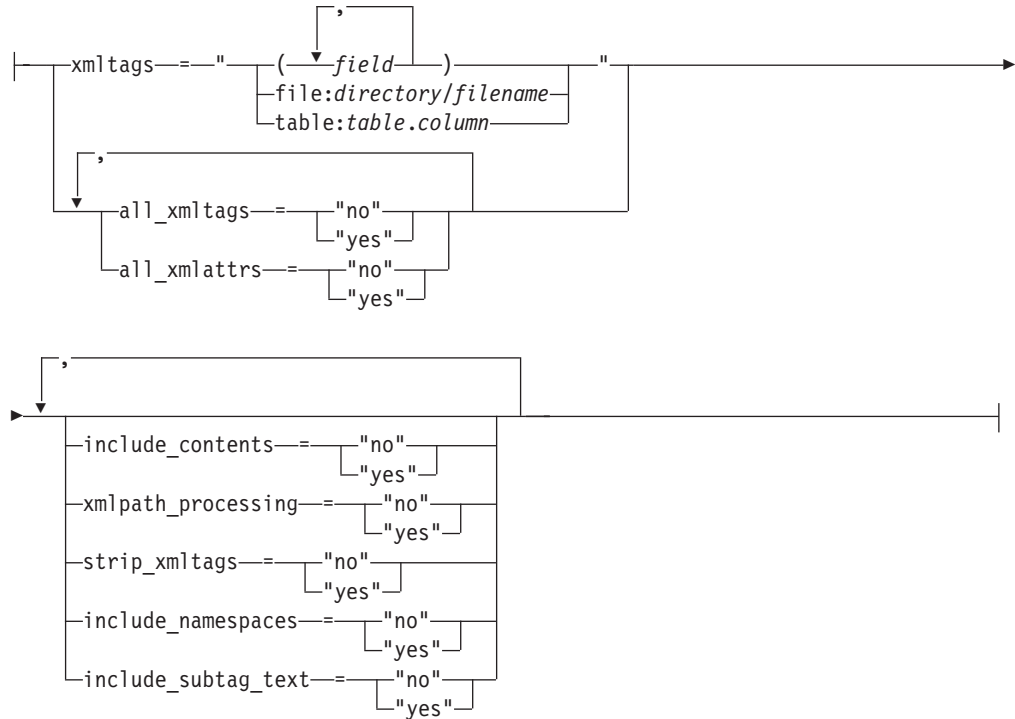 ,
xmltags = " ( field ) "
file:directory/filename
table:table.column
,
all_xmltags = "no"
"yes"
all_xmlattrs = "no"
"yes"
,
include_contents = "no"
"yes"
xmlpath_processing = "no"
"yes"
strip_xmltags = "no"
"yes"
include_namespaces = "no"
"yes"
include_subtag_text = "no"
"yes"